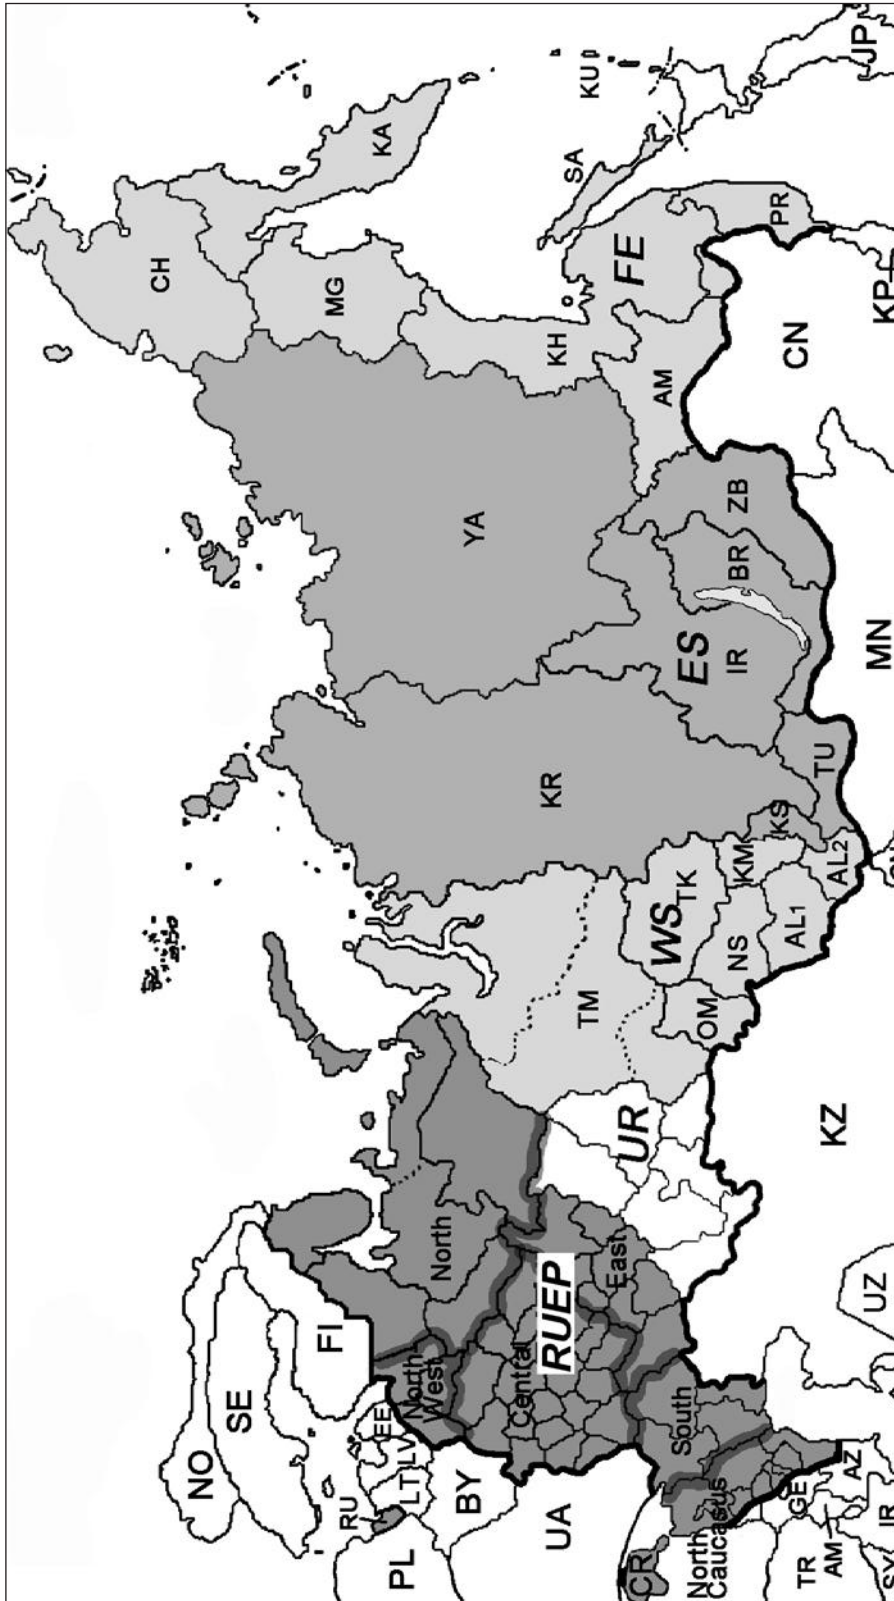 CH
NO
SE
FI
MG
RU
KA
EE
PL
LT
LV
North
West
North
BY
YA
Central
UA
RUEP
KR
KH
SA
KU
TM
East
FE
CR
UR
WS
AM
South
TK
ES
North
Caucasus
OM
IR
NS
KM
BR
ZB
KS
PR
AL1
CN
GE
TR
AM
TU
KZ
AL2
AZ
JP
UZ
MN
IR
KP